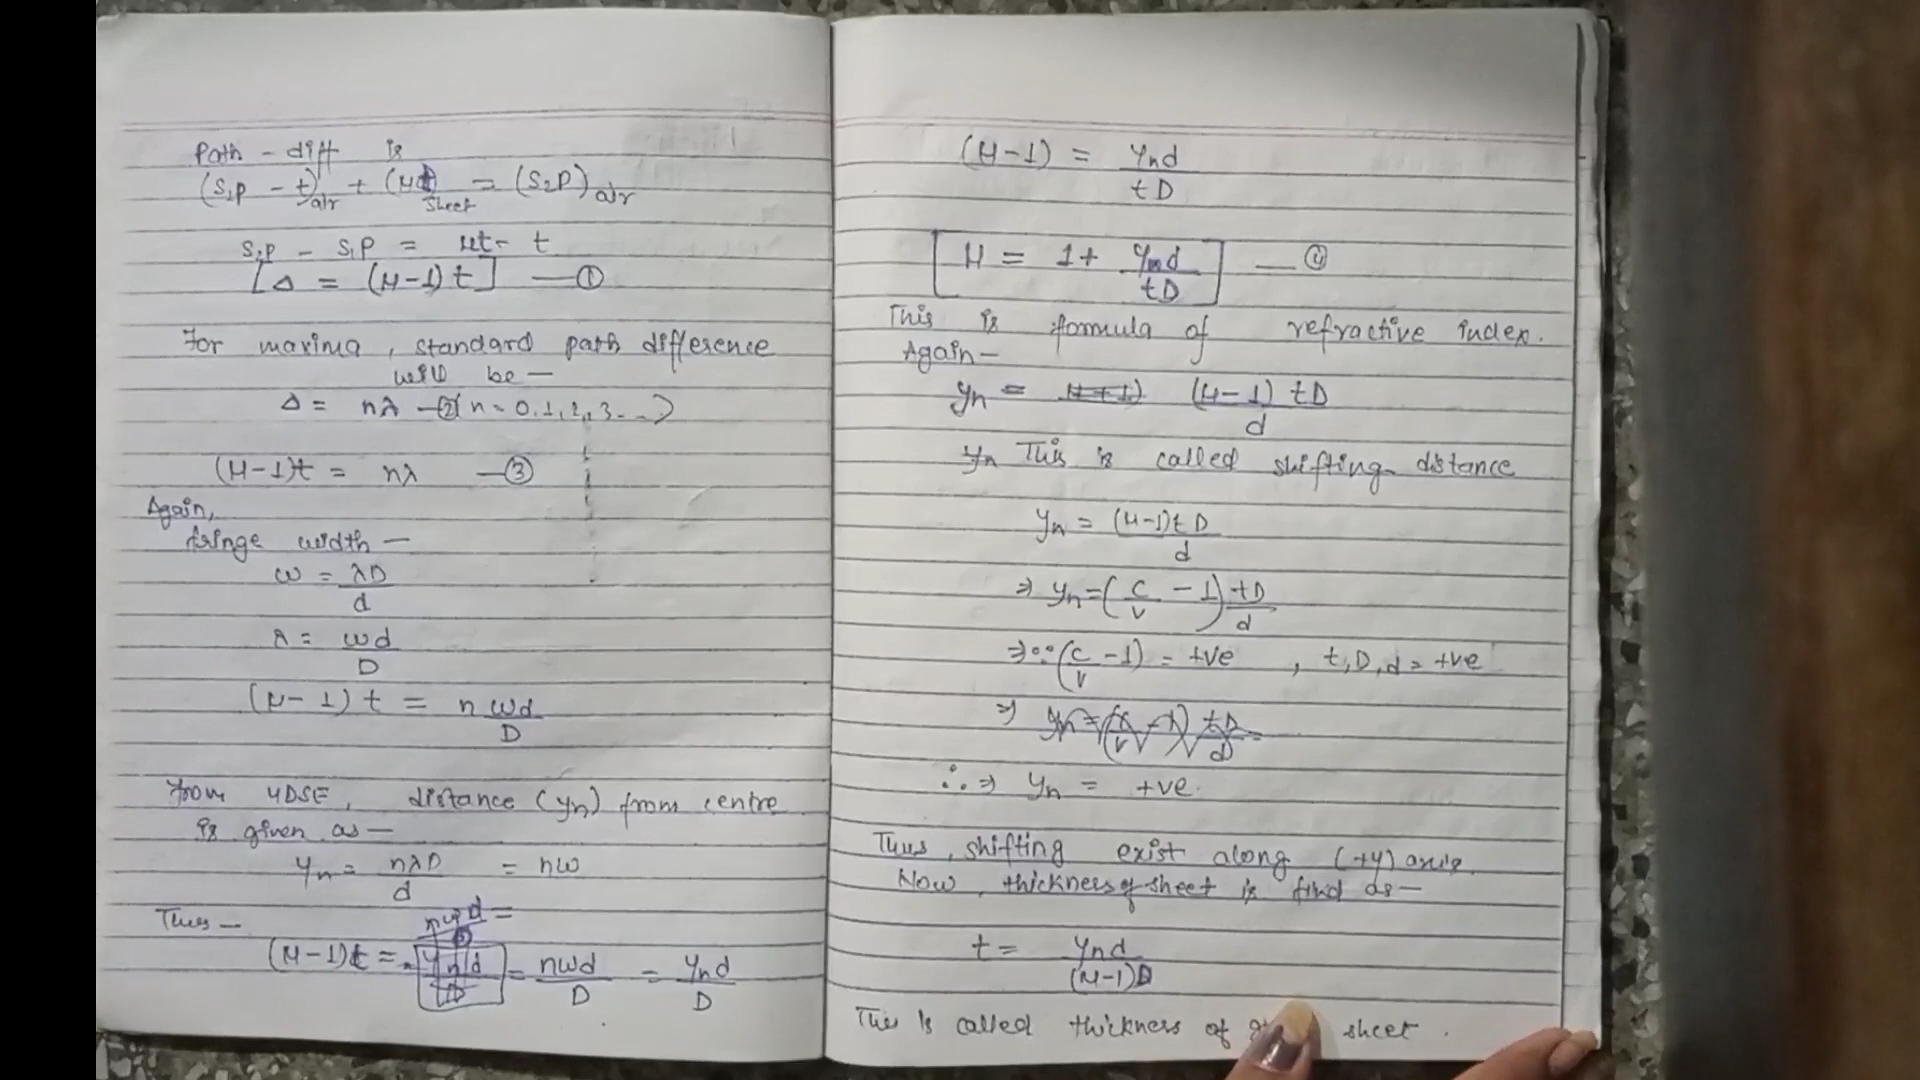 Path - diff is
(S₁P - t)air + (μt)sheet = (S₂P)air
S₂P - S₁P = μt - t
[Δ = (μ-1) t] —①
For maxima, standard path difference
will be —
Δ = nλ —② (n = 0, 1, 2, 3 - - -)
(μ-1)t = nλ —③
Again,
fringe width —
ω = λD/d
λ = ωd/D
(μ-1) t = n ωd/D
From YDSE, distance (yₙ) from centre
is given as —
yₙ = nλD/d = nω
Thus —
(μ-1)t = = nωd/D = yₙd/D
(μ-1) = yₙd/tD
μ = 1 + yₙd/tD —④
This is formula of refractive index.
Again —
yₙ = (μ-1) tD/d
yₙ This is called shifting distance
yₙ = (μ-1)tD/d
⇒ yₙ = (c/v - 1) tD/d
⇒ ∵ (c/v - 1) = +ve , t, D, d = +ve
⇒
∴ ⇒ yₙ = +ve.
Thus, shifting exist along (+y) axis.
Now, thickness of sheet is find as —
t = yₙd/(μ-1)D
This is called thickness of sheet.